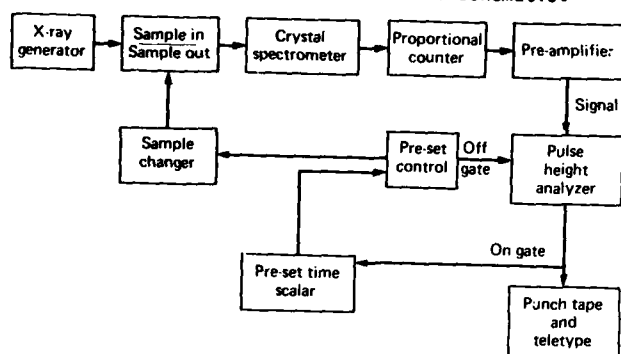 X-ray
generator
Sample in
Sample out
Crystal
spectrometer
Proportional
counter
Pre-amplifier
Signal
Sample
changer
Pre-set
control
Off
gate
Pulse
height
analyzer
On gate
Pre-set time
scalar
Punch tape
and
teletype